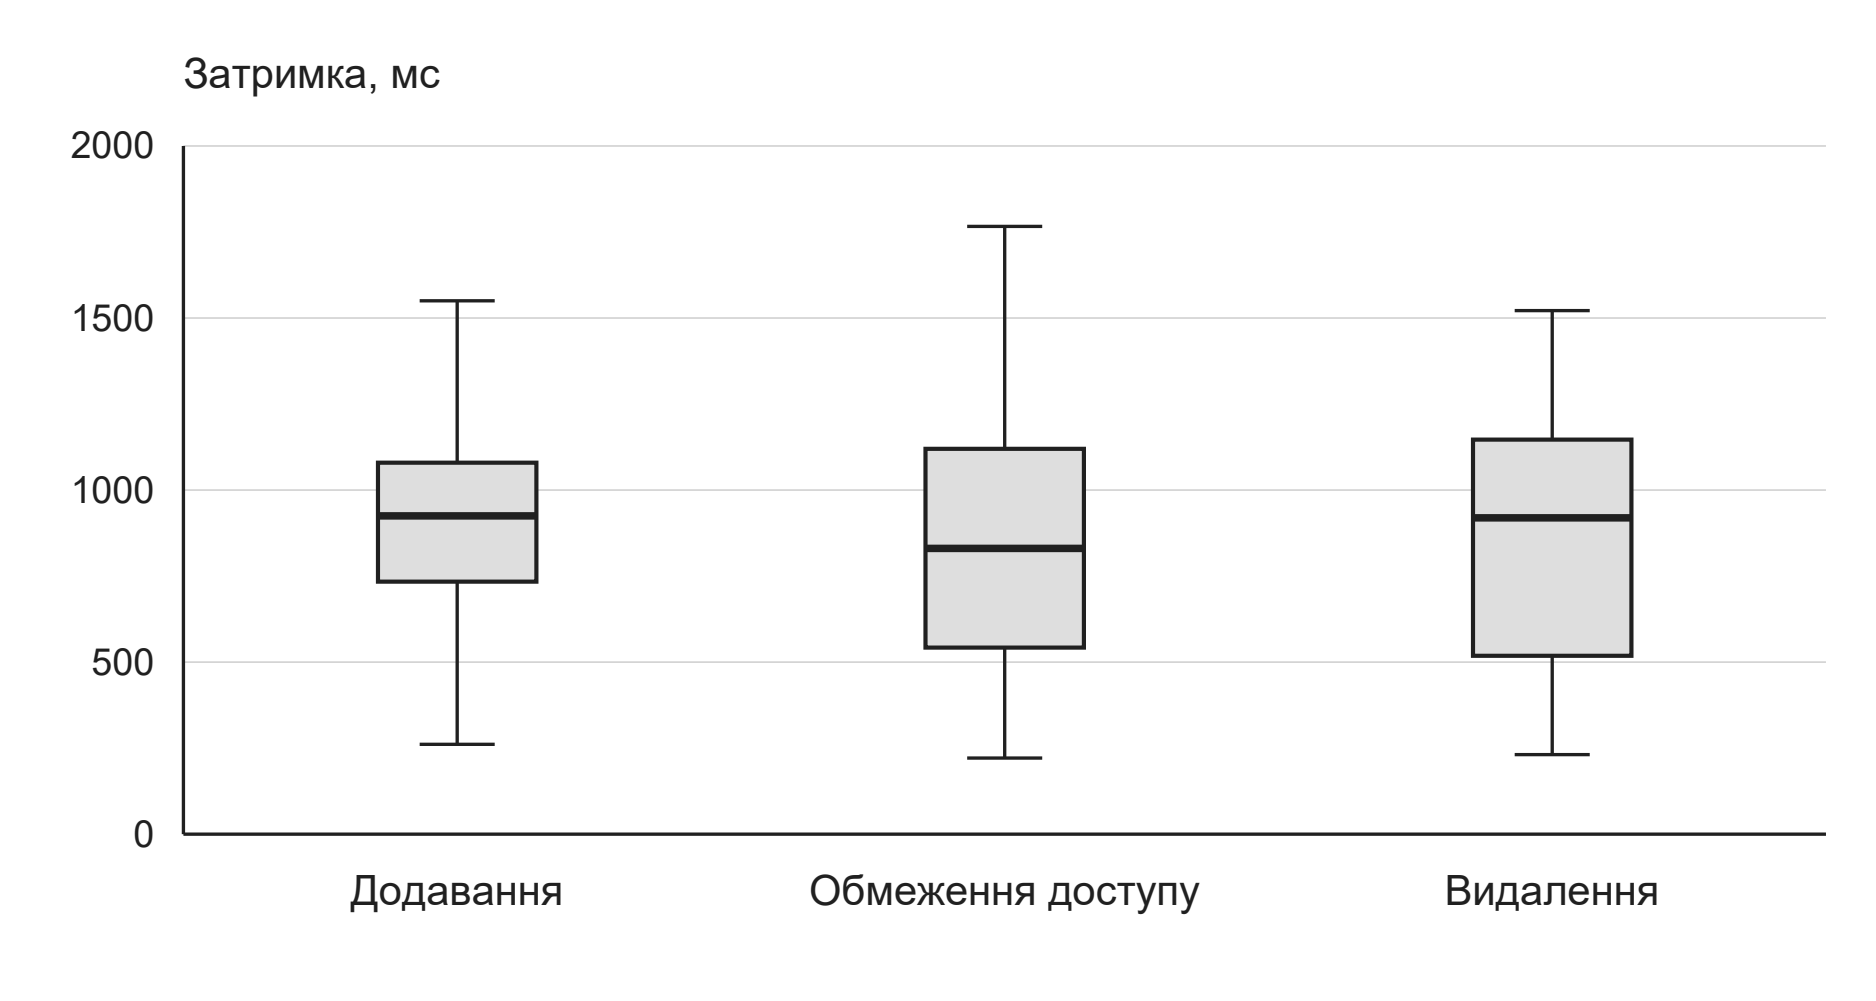 Затримка, мс
2000
1500
1000
500
0
Додавання
Обмеження доступу
Видалення